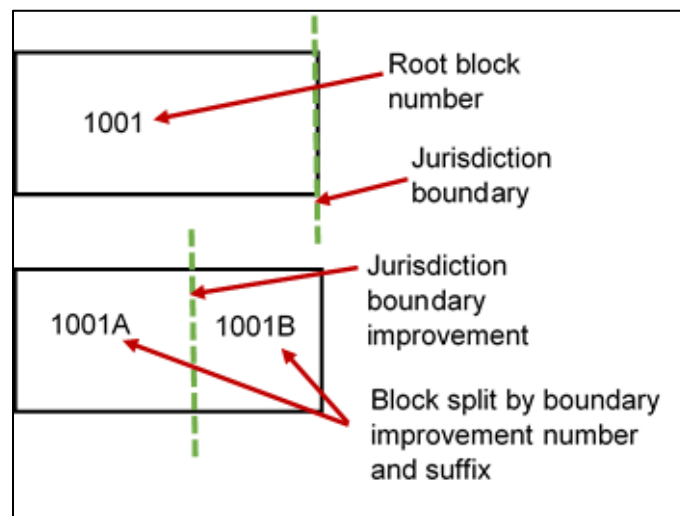 Root block
number
1001
Jurisdiction
boundary
Jurisdiction
boundary
improvement
1001A
1001B
Block split by boundary
improvement number
and suffix